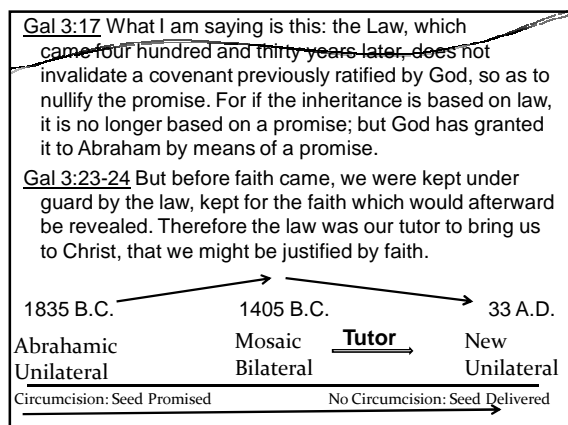 Gal 3:17 What I am saying is this: the Law, which
came four hundred and thirty years later, does not
invalidate a covenant previously ratified by God, so as to
nullify the promise. For if the inheritance is based on law,
it is no longer based on a promise; but God has granted
it to Abraham by means of a promise.
Gal 3:23-24 But before faith came, we were kept under
guard by the law, kept for the faith which would afterward
be revealed. Therefore the law was our tutor to bring us
to Christ, that we might be justified by faith.
1835 B.C. 1405 B.C. 33 A.D.
Abrahamic Mosaic Tutor New
Unilateral Bilateral Unilateral
Circumcision: Seed Promised No Circumcision: Seed Delivered